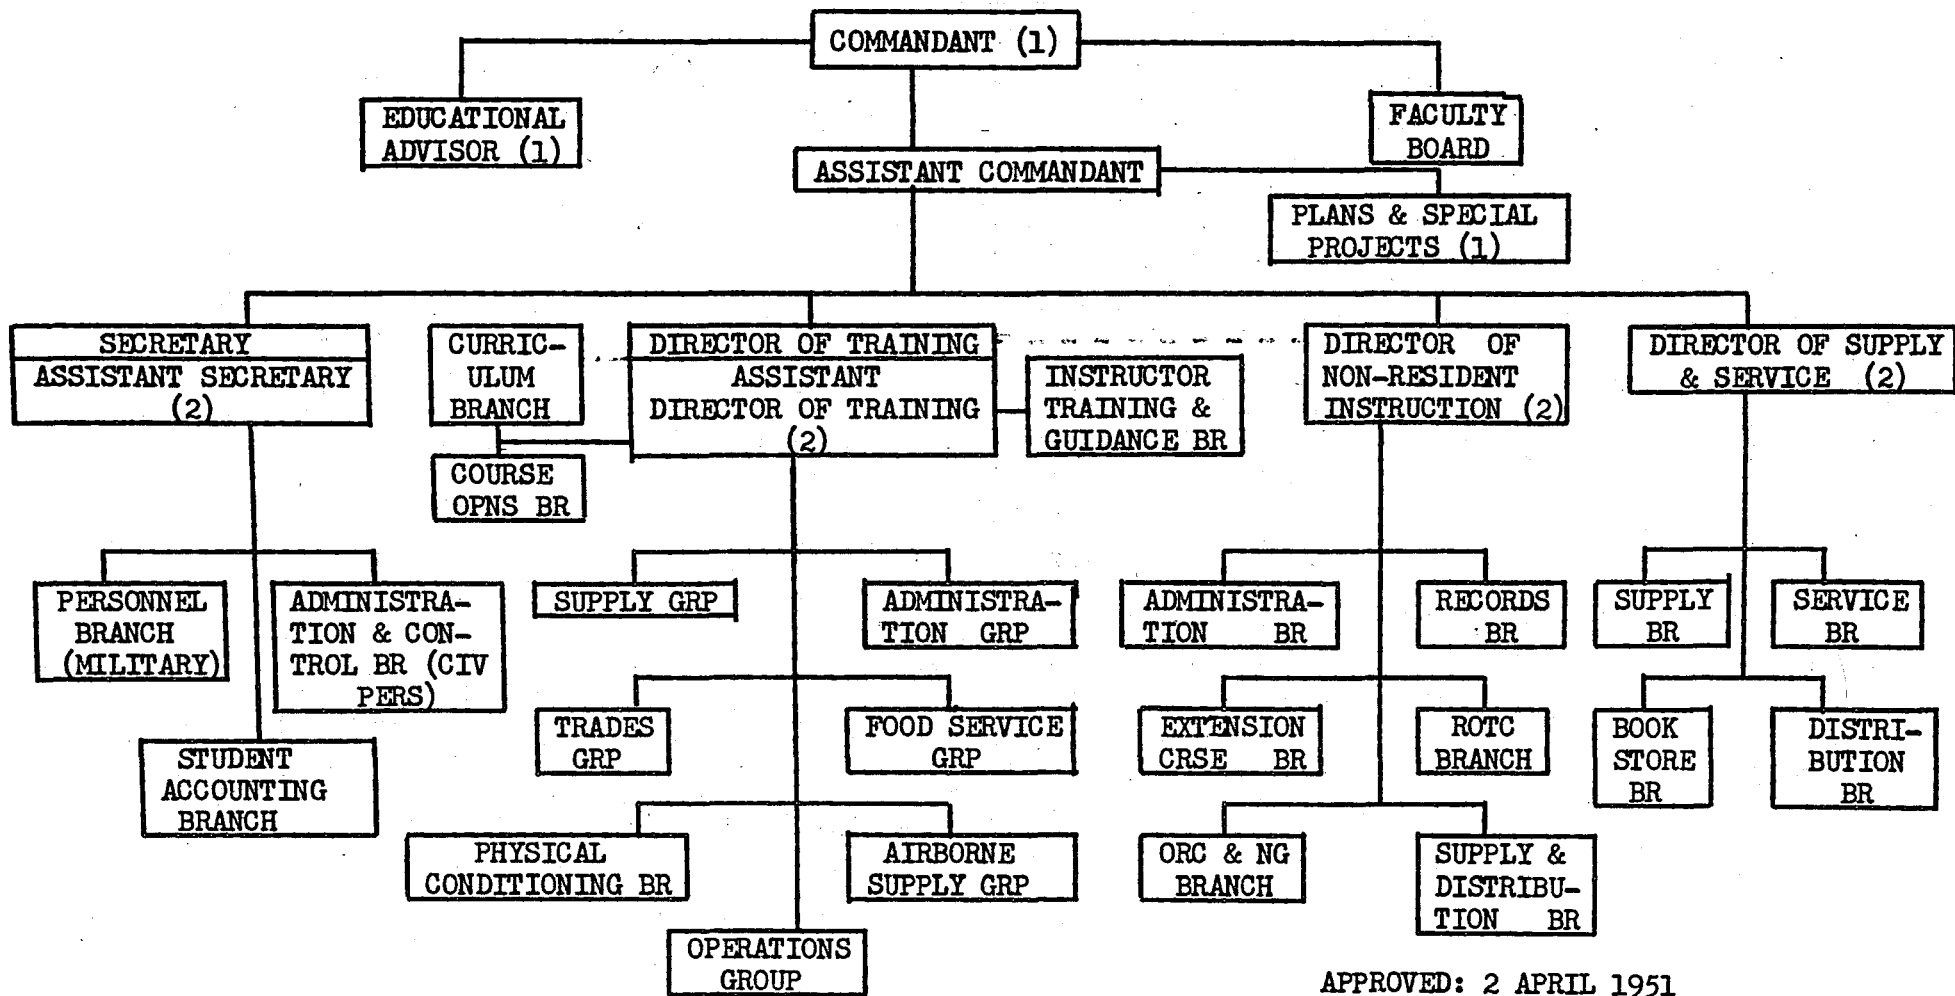 COMMANDANT (1)
EDUCATIONAL
ADVISOR (1)
FACULTY
BOARD
ASSISTANT COMMANDANT
PLANS & SPECIAL
PROJECTS (1)
SECRETARY
ASSISTANT SECRETARY
(2)
CURRIC-
ULUM
BRANCH
COURSE
OPNS BR
DIRECTOR OF TRAINING
ASSISTANT
DIRECTOR OF TRAINING
(2)
INSTRUCTOR
TRAINING &
GUIDANCE BR
DIRECTOR OF
NON-RESIDENT
INSTRUCTION (2)
DIRECTOR OF SUPPLY
& SERVICE (2)
PERSONNEL
BRANCH
(MILITARY)
ADMINISTRA-
TION & CON-
TROL BR (CIV
PERS)
STUDENT
ACCOUNTING
BRANCH
SUPPLY GRP
ADMINISTRA-
TION GRP
TRADES
GRP
FOOD SERVICE
GRP
PHYSICAL
CONDITIONING BR
AIRBORNE
SUPPLY GRP
OPERATIONS
GROUP
ADMINISTRA-
TION BR
RECORDS
BR
EXTENSION
CRSE BR
ROTC
BRANCH
ORC & NG
BRANCH
SUPPLY &
DISTRIBU-
TION BR
SUPPLY
BR
SERVICE
BR
BOOK
STORE
BR
DISTRI-
BUTION
BR
APPROVED: 2 APRIL 1951